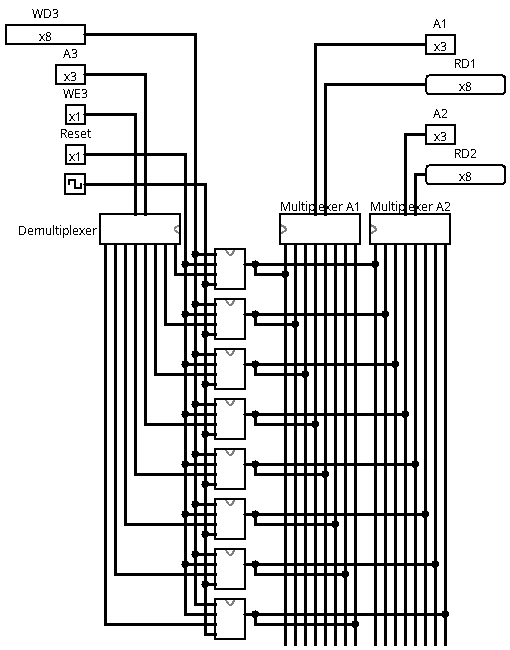 WD3
x8
A3
x3
WE3
x1
Reset
x1
A1
x3
RD1
x8
A2
x3
RD2
x8
Demultiplexer
Multiplexer A1
Multiplexer A2